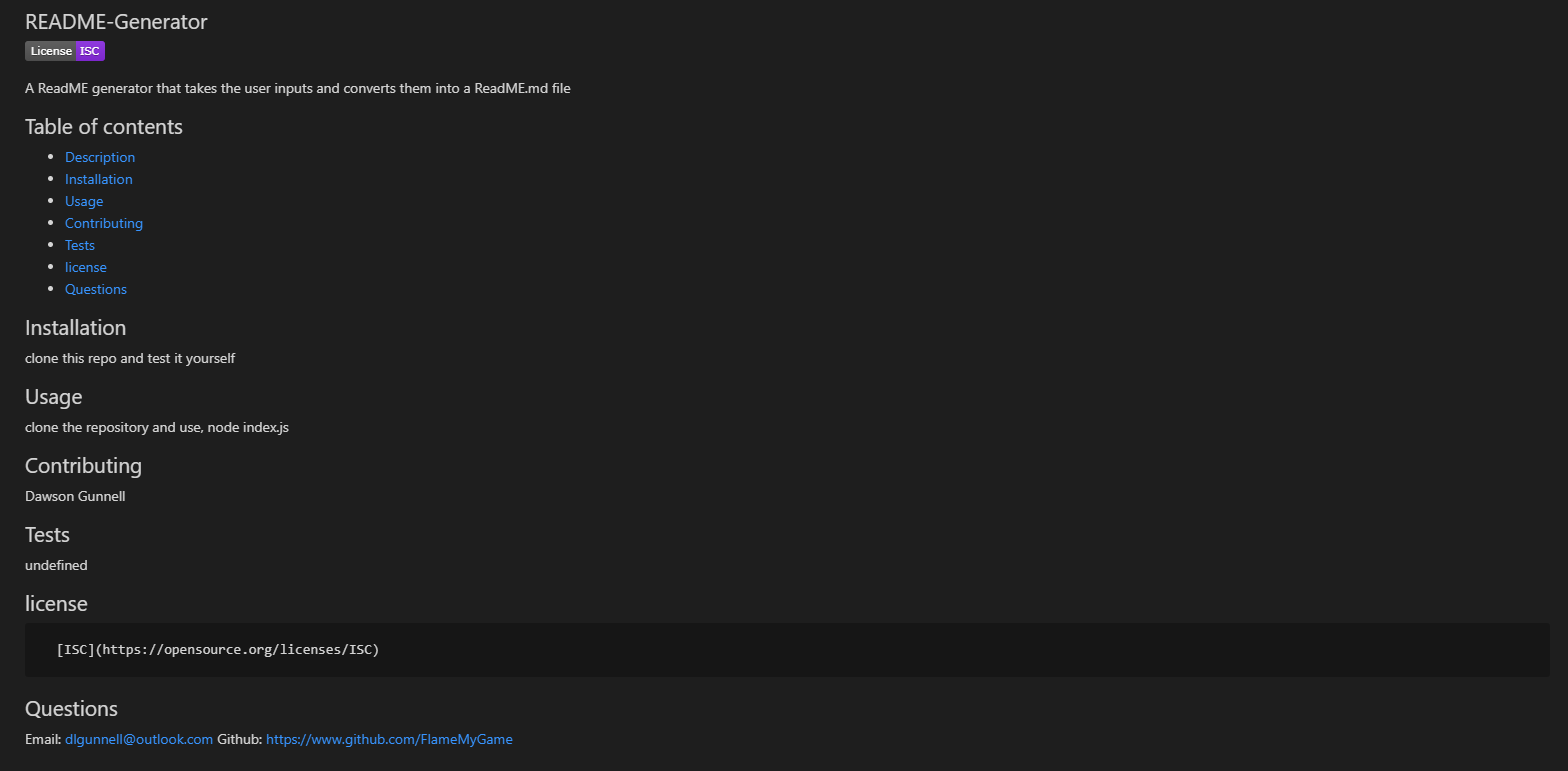 README-Generator
License ISC
A ReadME generator that takes the user inputs and converts them into a ReadME.md file
Table of contents
Description
Installation
Usage
Contributing
Tests
license
Questions
Installation
clone this repo and test it yourself
Usage
clone the repository and use, node index.js
Contributing
Dawson Gunnell
Tests
undefined
license
[ISC](https://opensource.org/licenses/ISC)
Questions
Email: dlgunnell@outlook.com Github: https://www.github.com/FlameMyGame